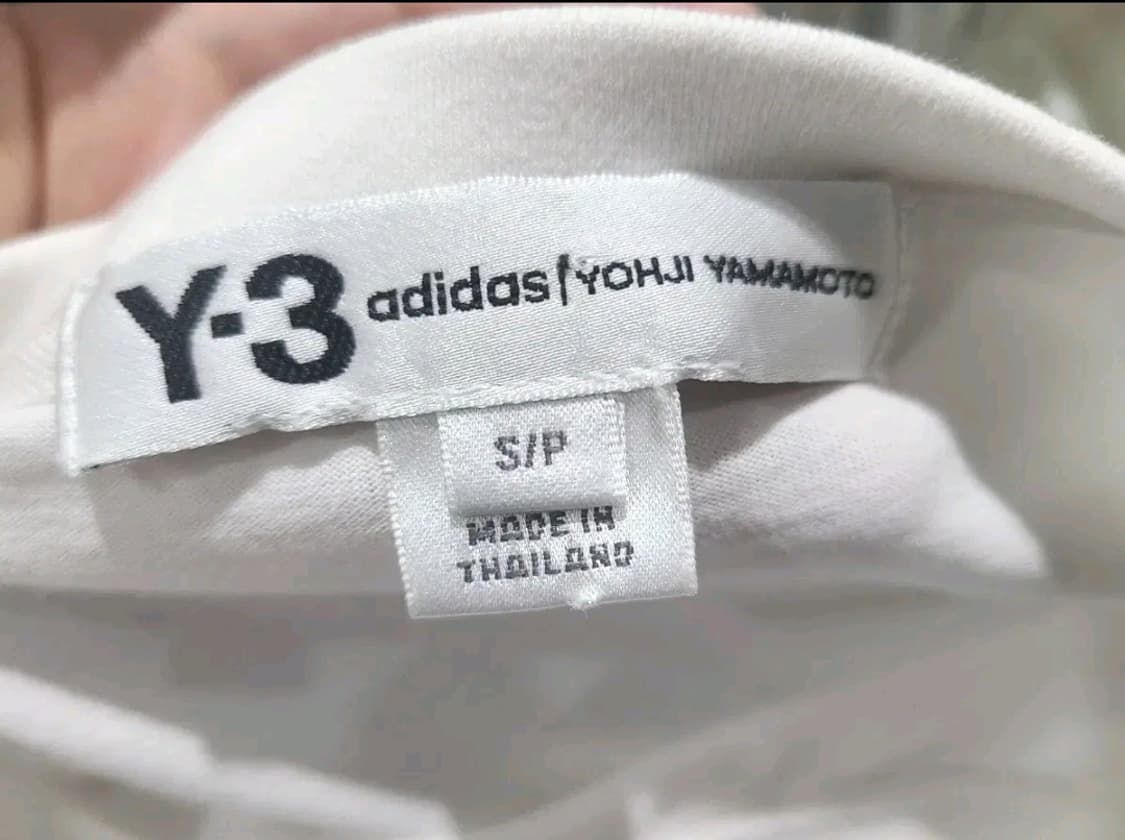 Y-3 adidas | YOHJI YAMAMOTO
S/P
MADE IN
THAILAND